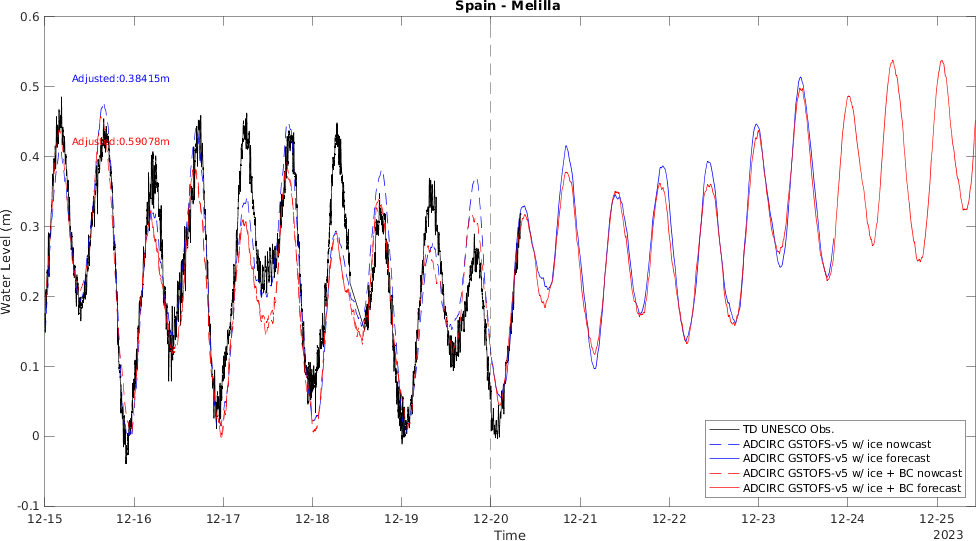 Spain - Melilla
0.6
0.5
0.4
0.3
0.2
0.1
0
-0.1
Water Level (m)
Adjusted:0.38415m
Adjusted:0.59078m
TD UNESCO Obs.
ADCIRC GSTOFS-v5 w/ ice nowcast
ADCIRC GSTOFS-v5 w/ ice forecast
ADCIRC GSTOFS-v5 w/ ice + BC nowcast
ADCIRC GSTOFS-v5 w/ ice + BC forecast
12-15 12-16 12-17 12-18 12-19 12-20 12-21 12-22 12-23 12-24 12-25
Time
2023